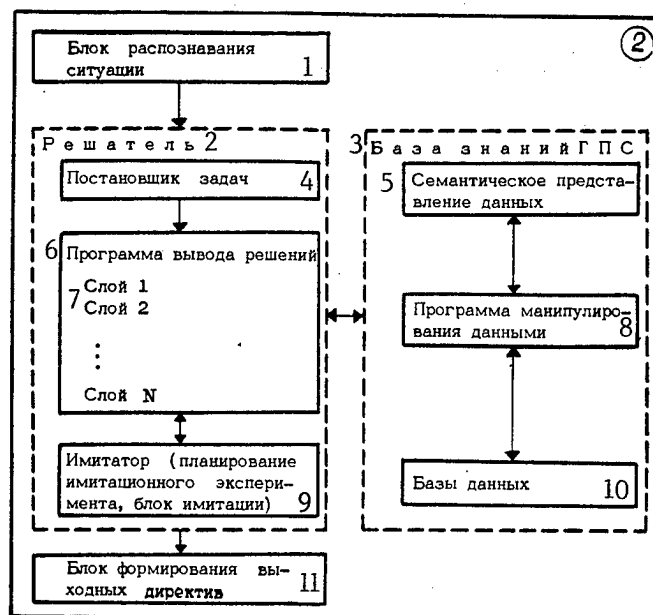 2
Блок распознавания
ситуации 1
Решатель 2
Постановщик задач 4
6 Программа вывода решений
7 Слой 1
Слой 2
Слой N
Имитатор (планирование
имитационного экспери-
мента, блок имитации) 9
Блок формирования вы-
ходных директив 11
3 База знаний ГПС
5 Семантическое предста-
вление данных
Программа манипулиро-
вания данными 8
Базы данных 10